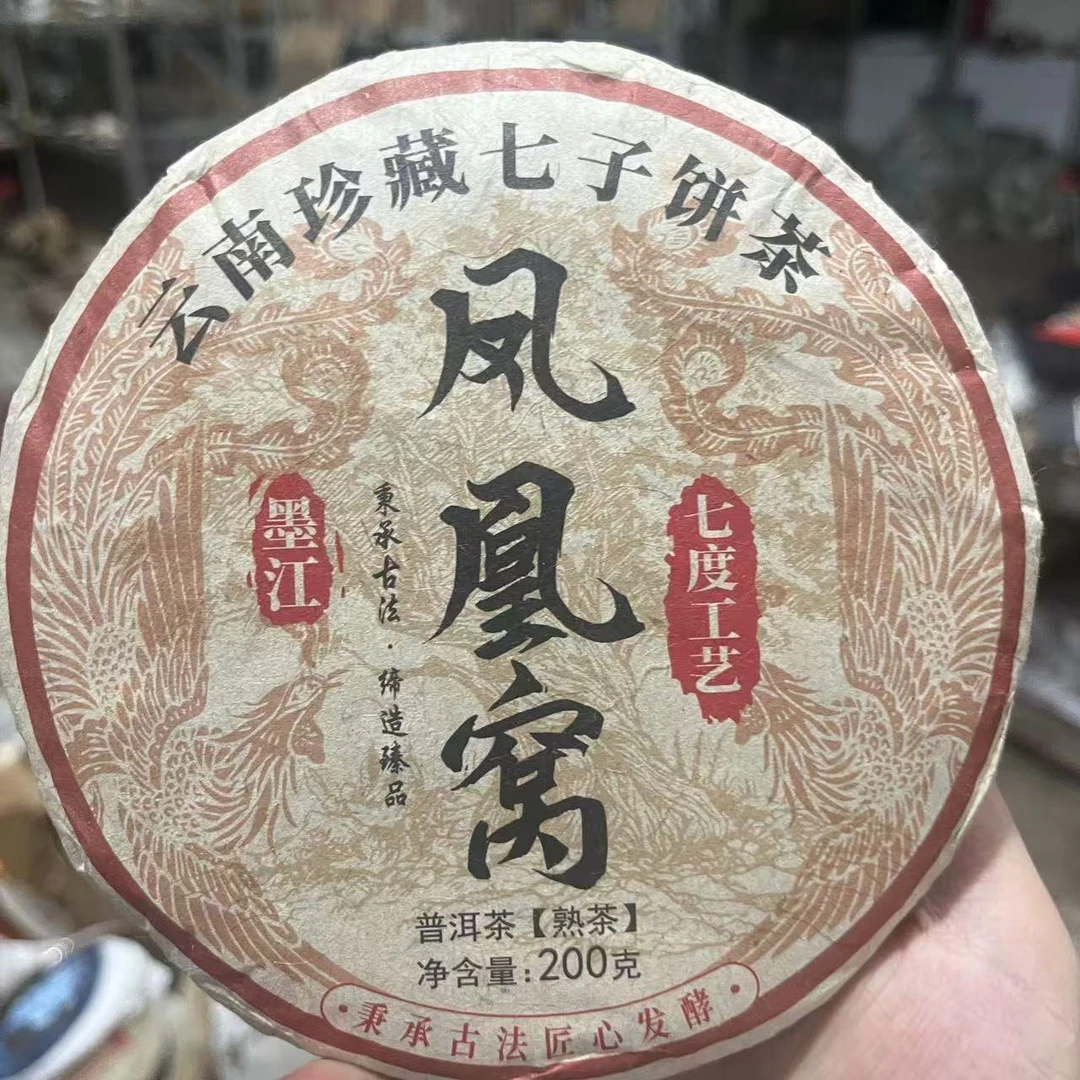 云南珍藏七子饼茶
凤凰窝
墨江
秉承古法·缔造臻品
七度工艺
普洱茶【熟茶】
净含量:200克
·秉承古法匠心发酵·